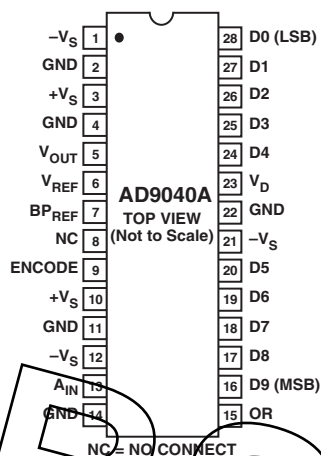 –VS 1 28 D0 (LSB)
GND 2 27 D1
+VS 3 26 D2
GND 4 25 D3
VOUT 5 24 D4
VREF 6 23 VD
AD9040A
BPREF 7 22 GND
TOP VIEW
NC 8 (Not to Scale) 21 –VS
ENCODE 9 20 D5
+VS 10 19 D6
GND 11 18 D7
–VS 12 17 D8
AIN 13 16 D9 (MSB)
GND 14 15 OR
NC = NO CONNECT